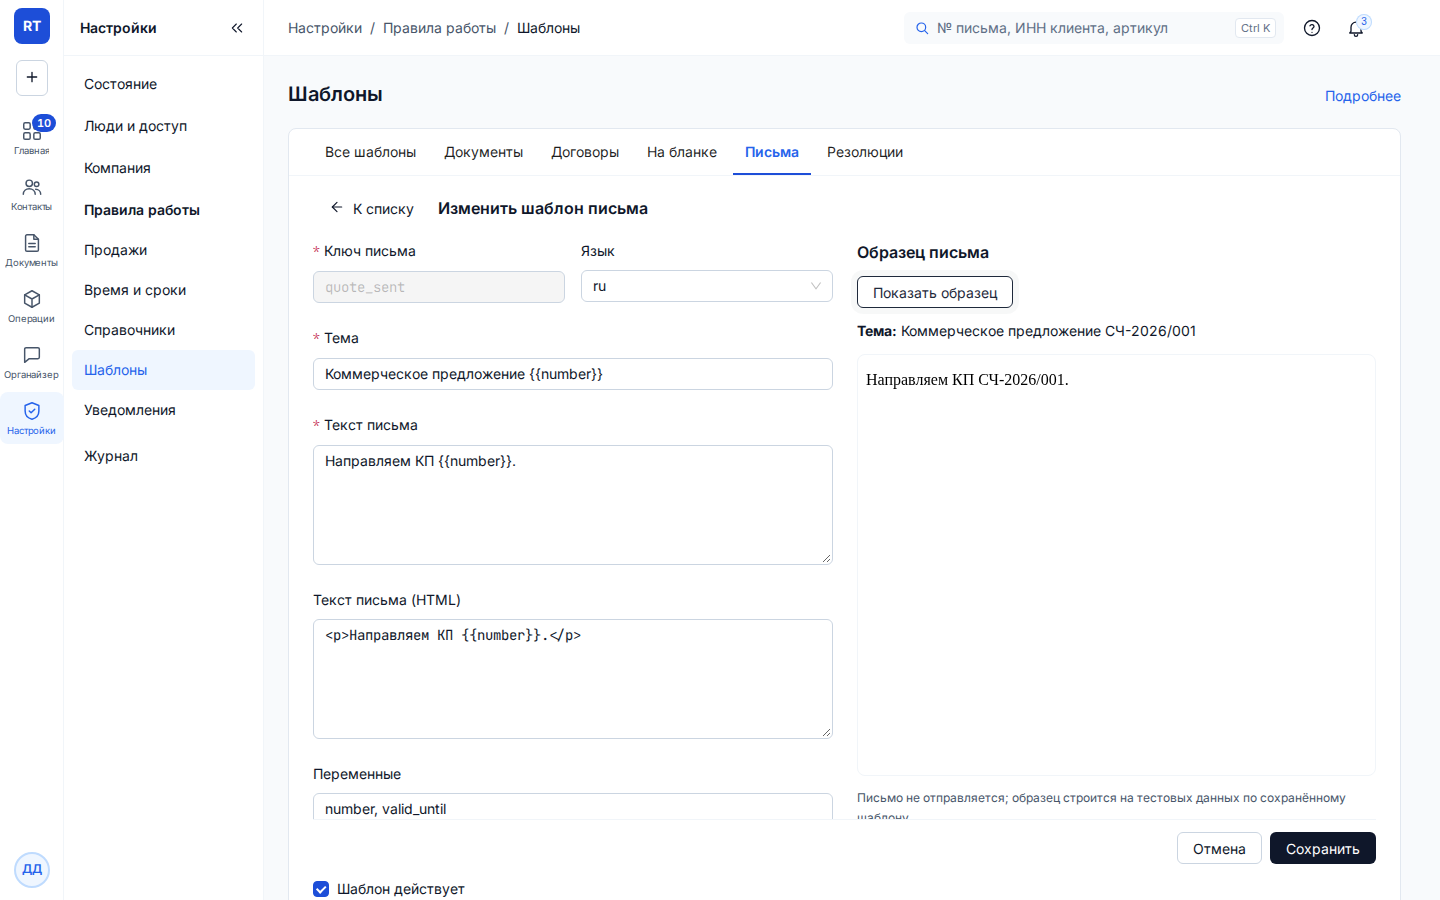 RT
Настройки
Настройки / Правила работы / Шаблоны
№ письма, ИНН клиента, артикул
Ctrl K
3
10
Главная
Контакты
Документы
Операции
Органайзер
Настройки
ДД
Состояние
Люди и доступ
Компания
Правила работы
Продажи
Время и сроки
Справочники
Шаблоны
Уведомления
Журнал
Шаблоны
Подробнее
Все шаблоны
Документы
Договоры
На бланке
Письма
Резолюции
К списку
Изменить шаблон письма
* Ключ письма
quote_sent
Язык
ru
* Тема
Коммерческое предложение {{number}}
* Текст письма
Направляем КП {{number}}.
Текст письма (HTML)
<p>Направляем КП {{number}}.</p>
Переменные
number, valid_until
Образец письма
Показать образец
Тема: Коммерческое предложение СЧ-2026/001
Направляем КП СЧ-2026/001.
Письмо не отправляется; образец строится на тестовых данных по сохранённому
шаблону
Отмена
Сохранить
Шаблон действует